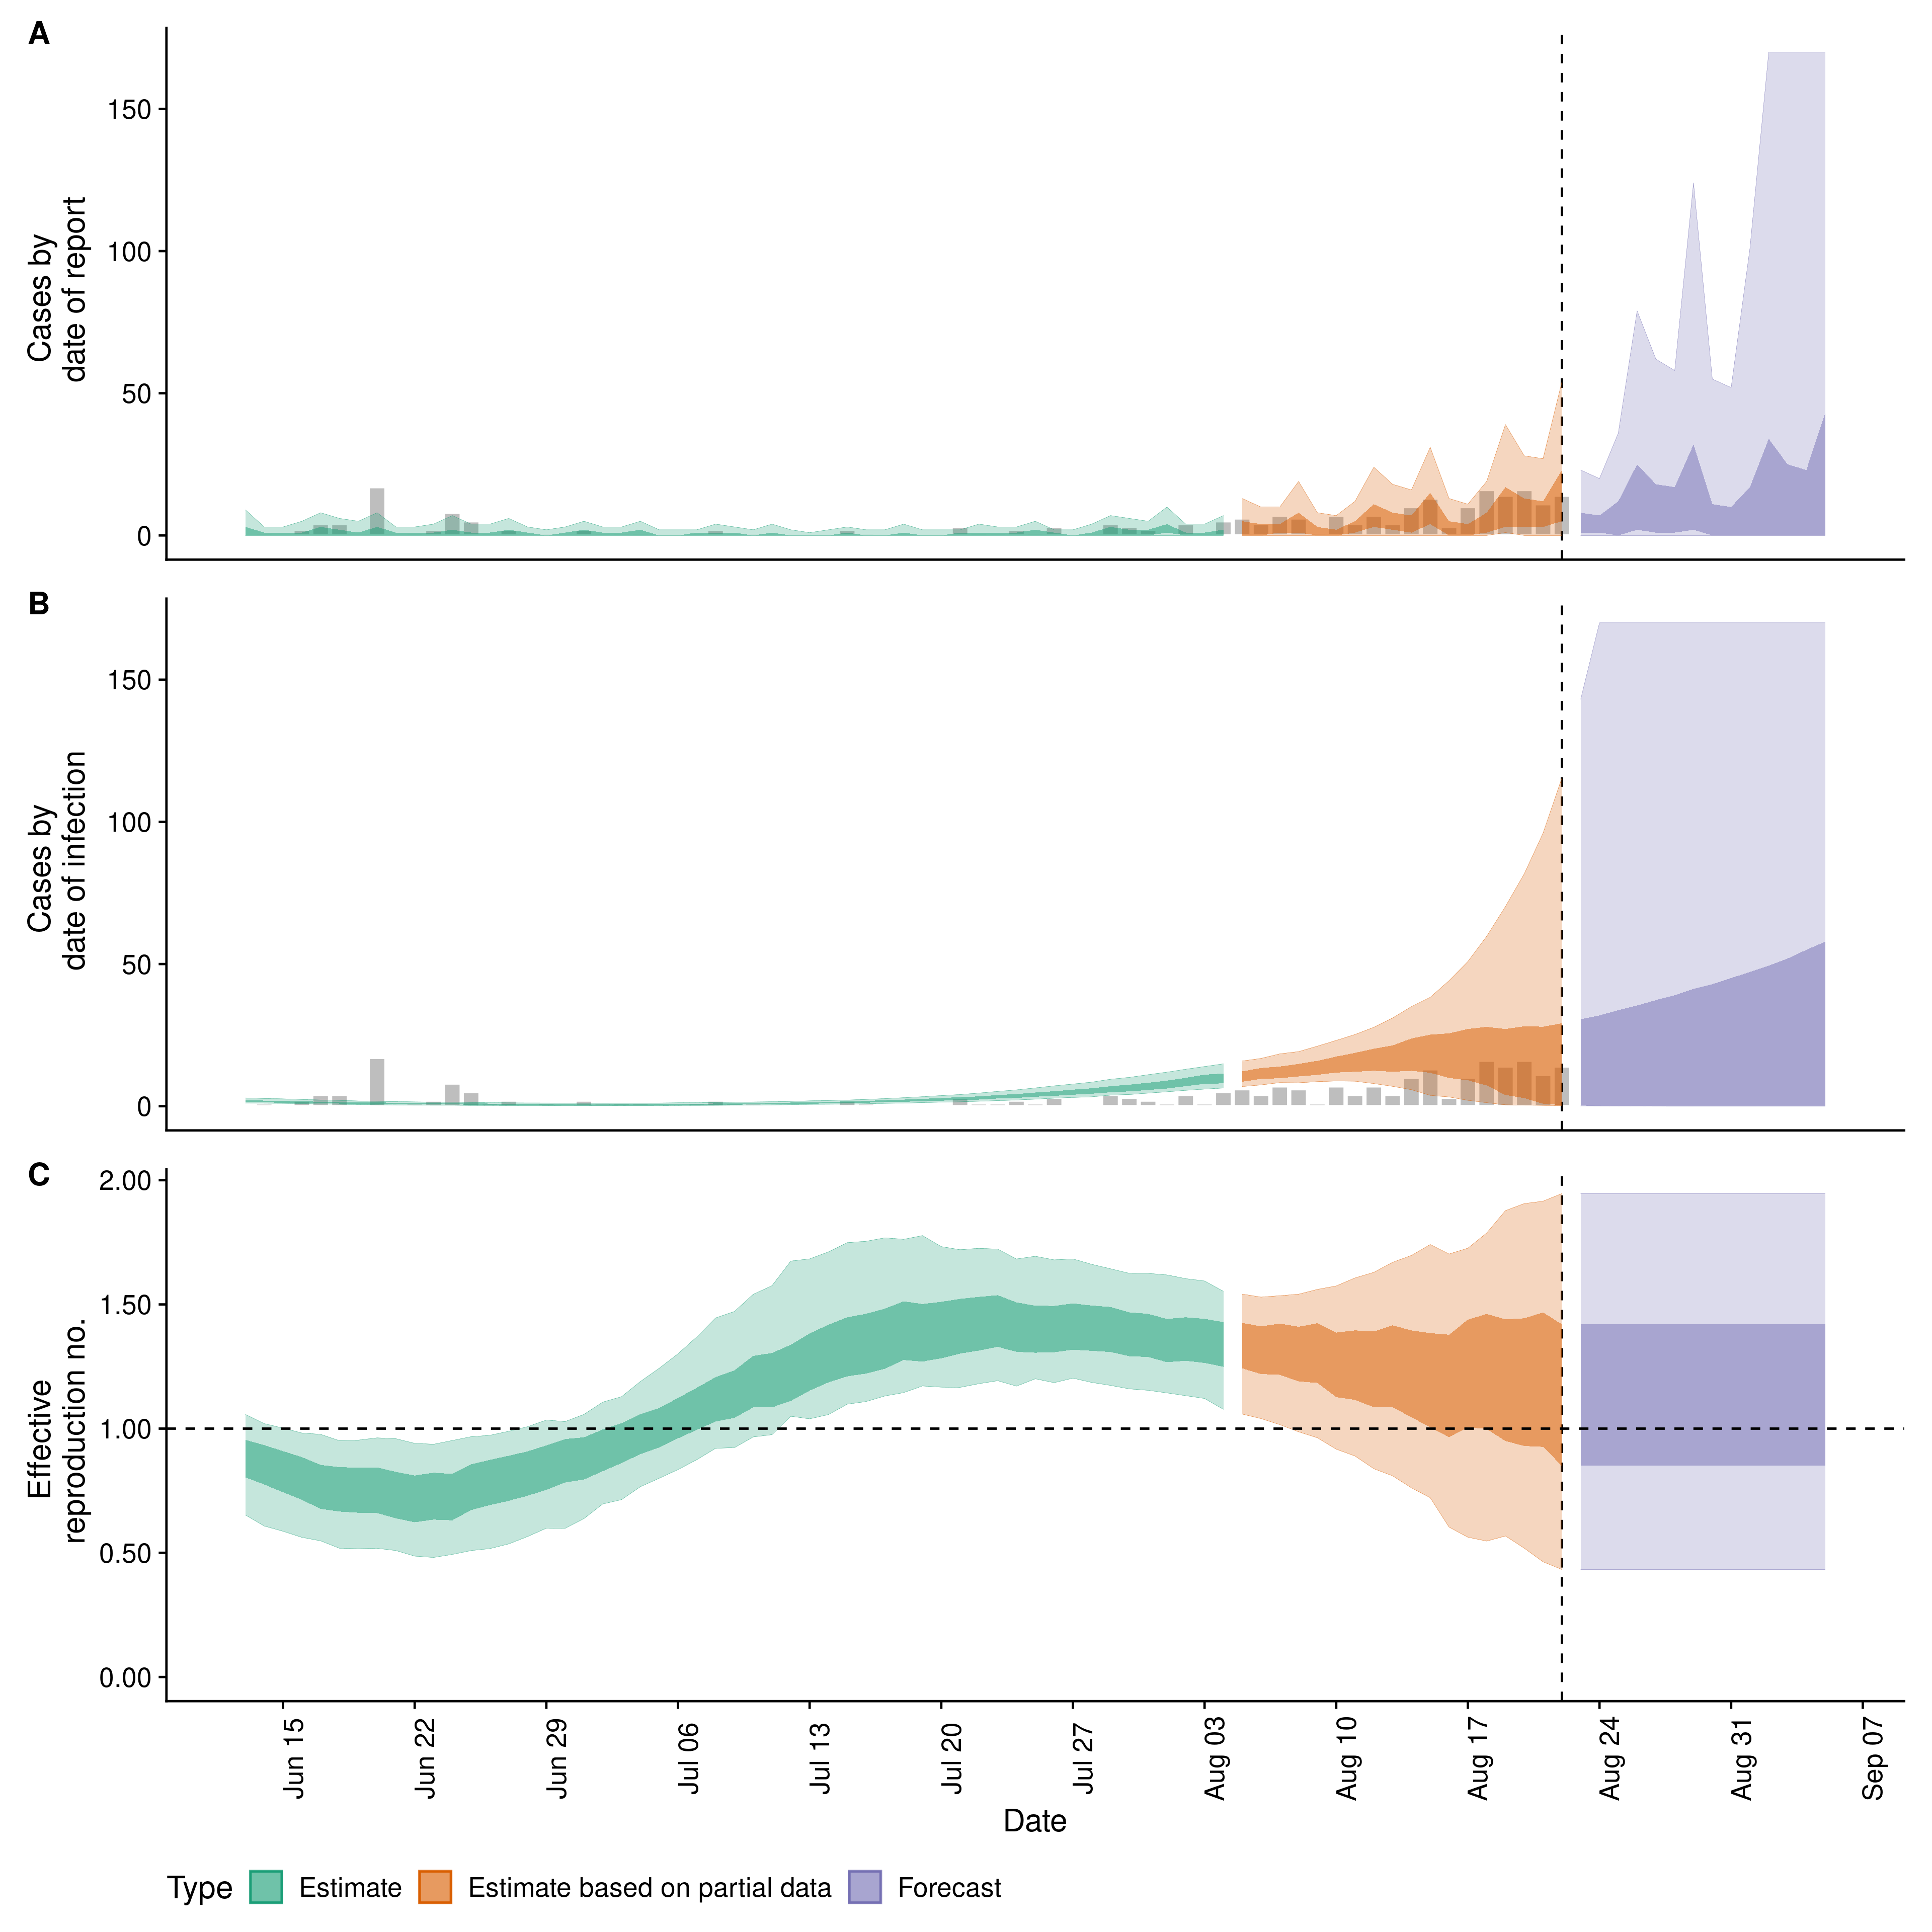 A
Cases by
date of report
150
100
50
0
B
Cases by
date of infection
150
100
50
0
C
Effective
reproduction no.
2.00
1.50
1.00
0.50
0.00
Jun 15
Jun 22
Jun 29
Jul 06
Jul 13
Jul 20
Jul 27
Aug 03
Aug 10
Aug 17
Aug 24
Aug 31
Sep 07
Date
Type Estimate Estimate based on partial data Forecast